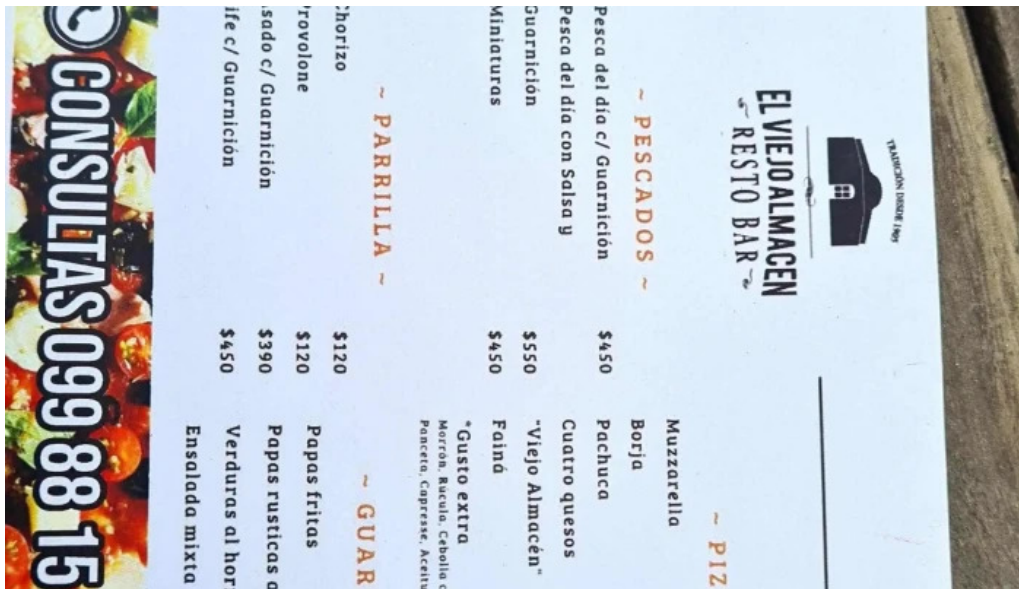 TRADICIÓN DESDE
EL VIEJO ALMACEN
RESTO BAR
~ PESCADOS ~
Pesca del día c/ Guarnición $450
Pesca del día con Salsa y
Guarnición $550
Miniaturas $450
~ PARRILLA ~
Chorizo $120
Provolone $120
Asado c/ Guarnición $390
ife c/ Guarnición $450
~ PIZ
Muzzarella
Borja
Pachuca
Cuatro quesos
"Viejo Almacén"
Fainá
*Gusto extra
Morrón, Rucula, Cebolla c
Panceta, Capresse, Aceitu
~ GUAR
Papas fritas
Papas rusticas
Verduras al hor
Ensalada mixta
CONSULTAS 099 88 15